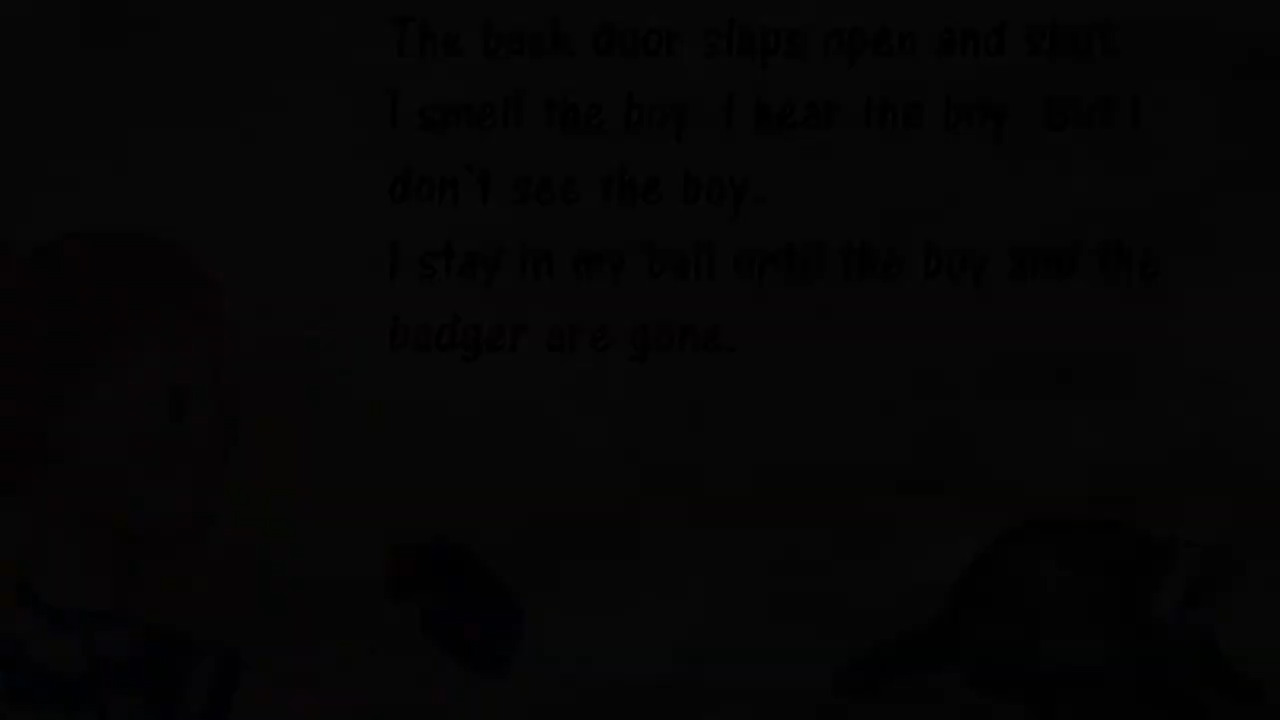 The back door slaps open and shut.
I smell the boy. I hear the boy. But I
don't see the boy.
I stay in my ball until the boy and the
badger are gone.